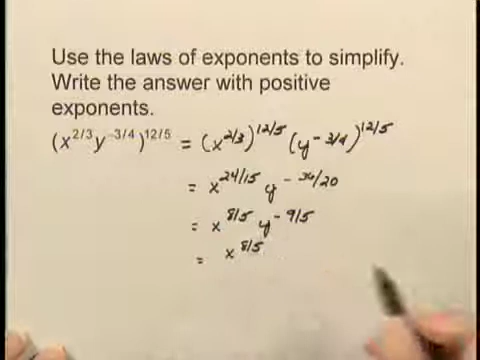 Use the laws of exponents to simplify.
Write the answer with positive
exponents.
(x^{2/3}y^{-3/4})^{12/5} = (x^{2/3})^{12/5} (y^{-3/4})^{12/5}
= x^{24/15} y^{-36/20}
= x^{8/5} y^{-9/5}
= x^{8/5}